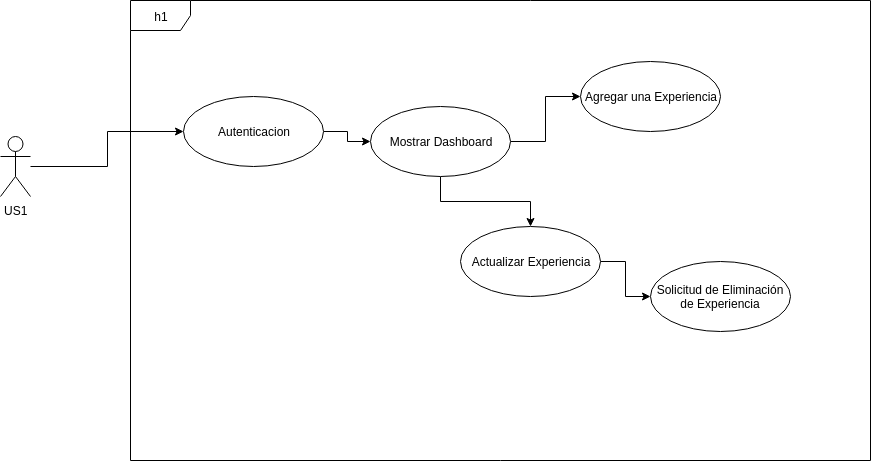 h1
Agregar una Experiencia
Autenticacion
Mostrar Dashboard
US1
Actualizar Experiencia
Solicitud de Eliminación
de Experiencia